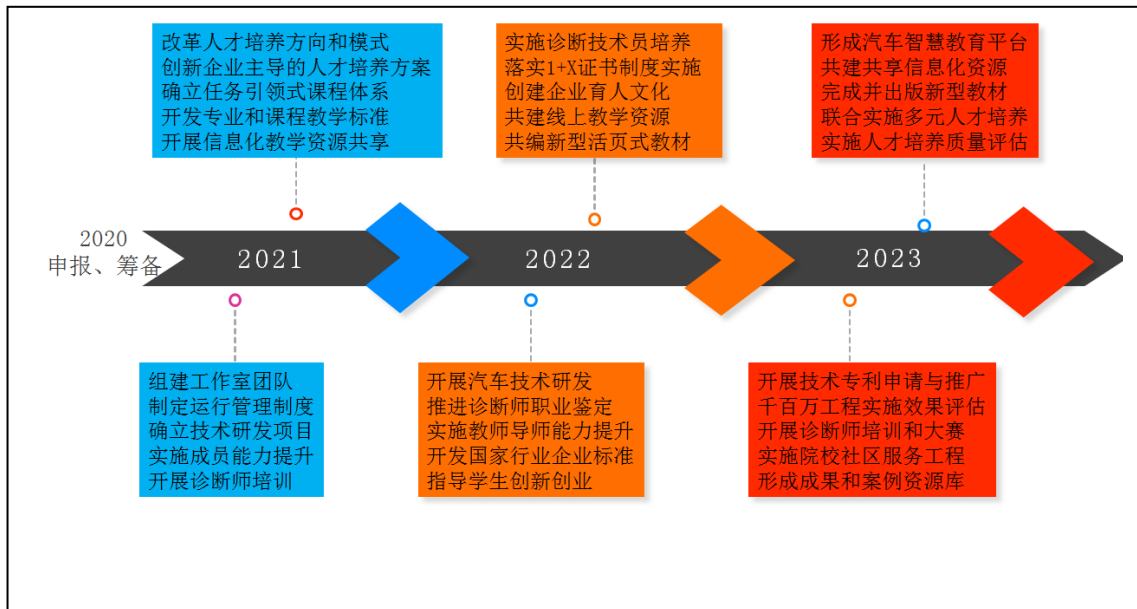 改革人才培养方向和模式
创新企业主导的人才培养方案
确立任务引领式课程体系
开发专业和课程教学标准
开展信息化教学资源共享
实施诊断技术员培养
落实1+X证书制度实施
创建企业育人文化
共建线上教学资源
共编新型活页式教材
形成汽车智慧教育平台
共建共享信息化资源
完成并出版新型教材
联合实施多元人才培养
实施人才培养质量评估
2020
申报、筹备
2021
2022
2023
组建工作室团队
制定运行管理制度
确立技术研发项目
实施成员能力提升
开展诊断师培训
开展汽车技术研发
推进诊断师职业鉴定
实施教师导师能力提升
开发国家行业企业标准
指导学生创新创业
开展技术专利申请与推广
千百万工程实施效果评估
开展诊断师培训和大赛
实施院校社区服务工程
形成成果和案例资源库